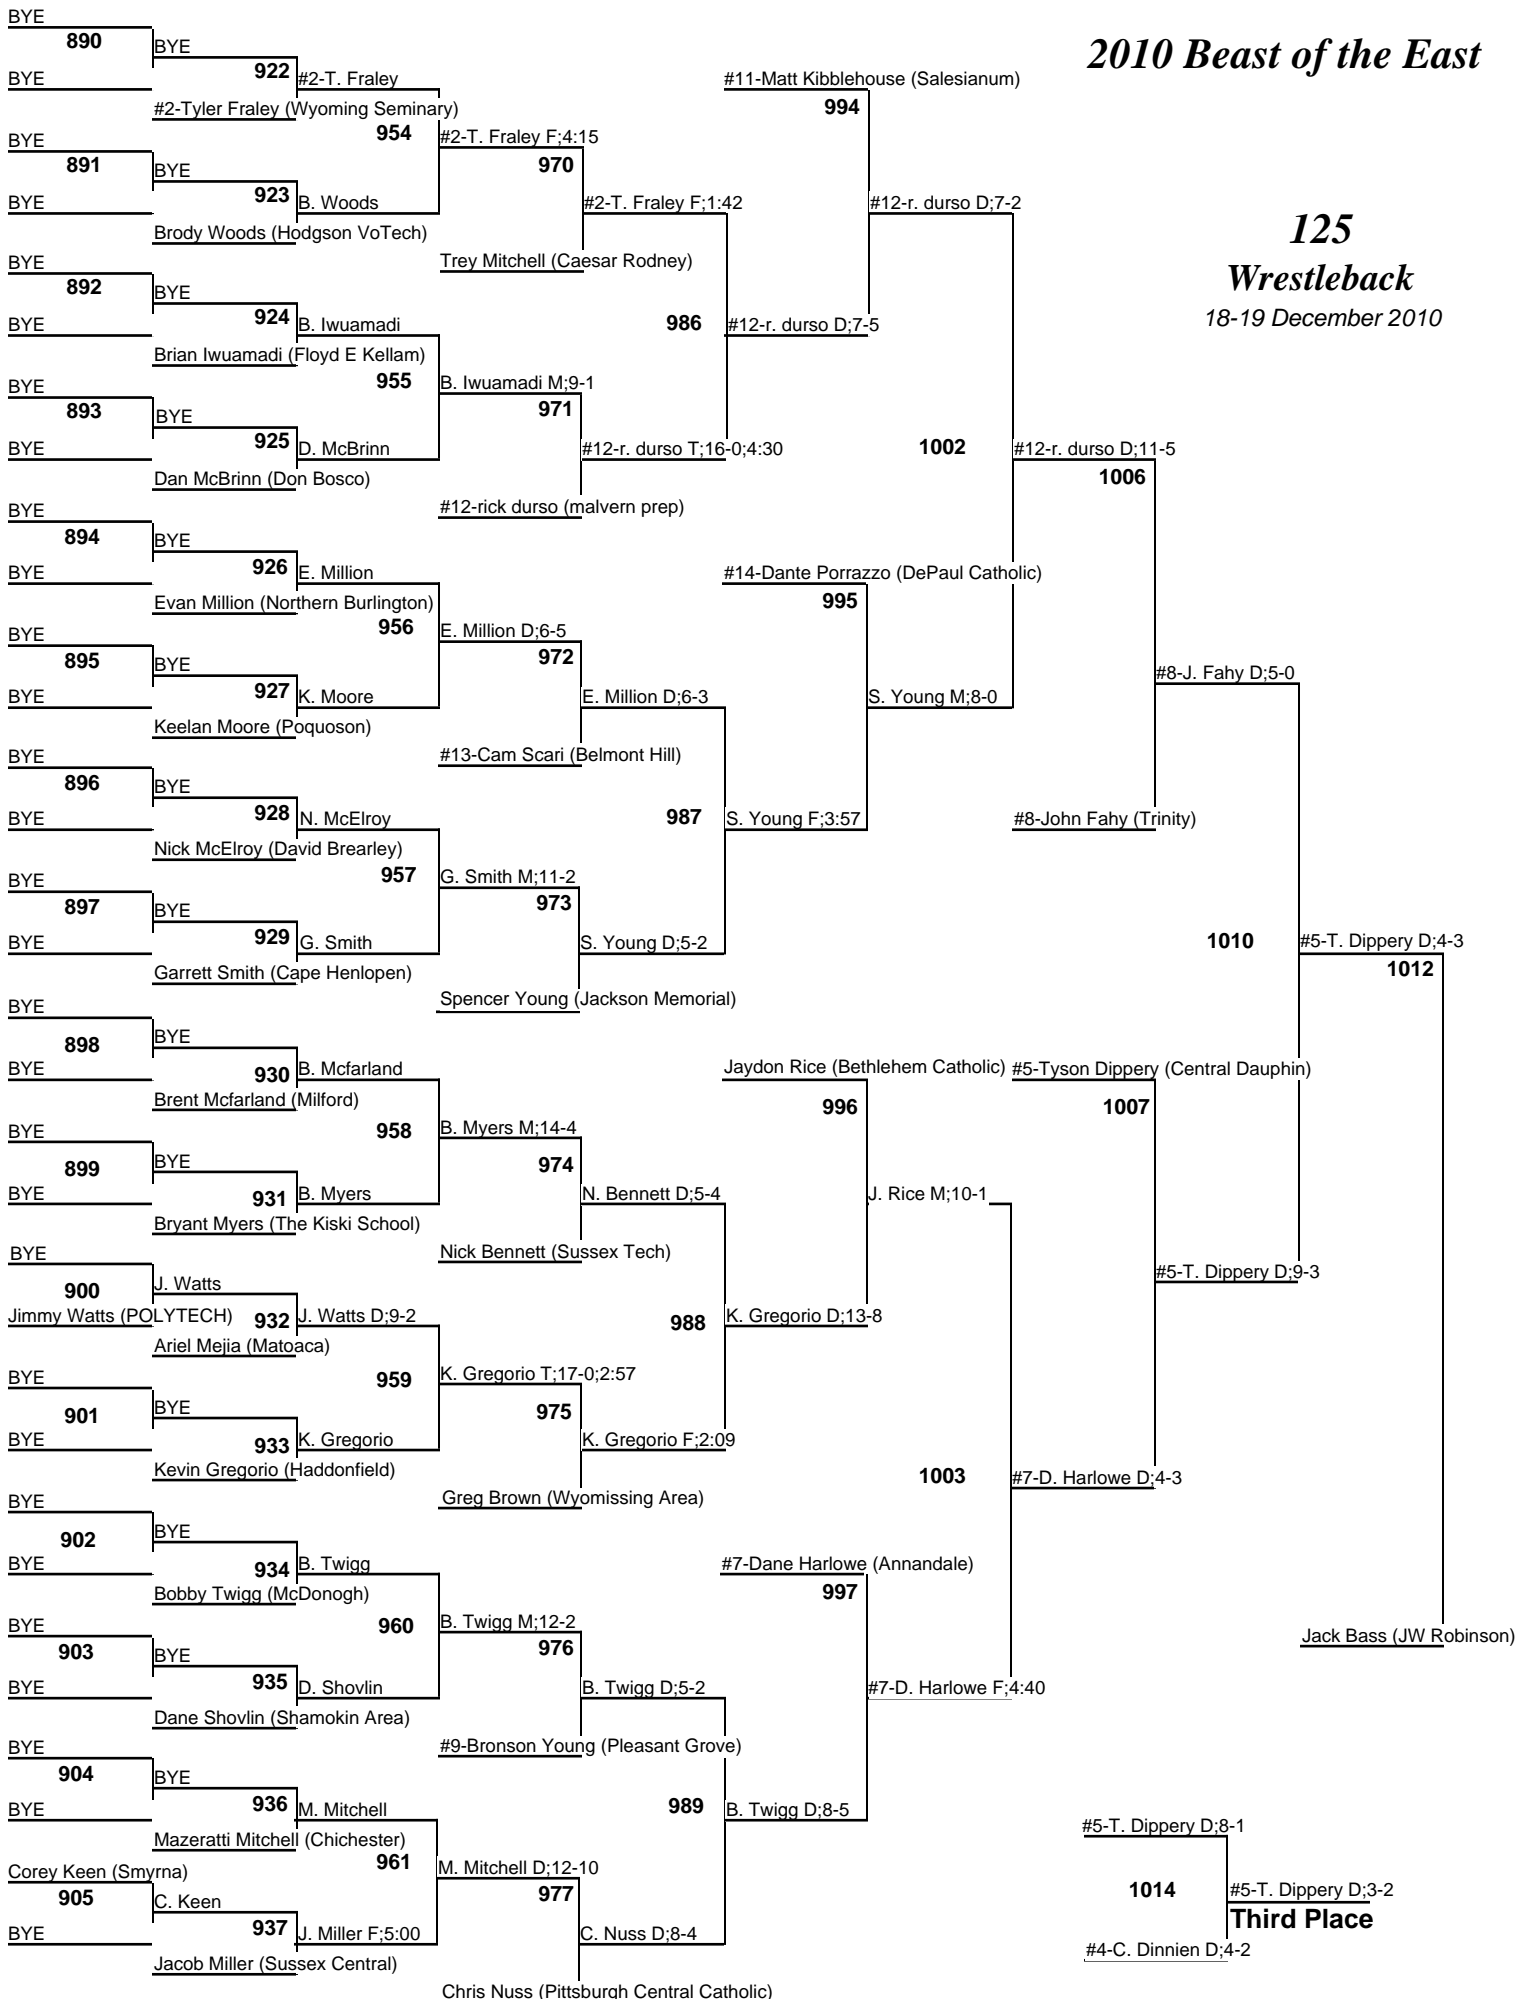 2010 Beast of the East
125
Wrestleback
18-19 December 2010
BYE
890
BYE
BYE
922
#2-T. Fraley
#2-Tyler Fraley (Wyoming Seminary)
954
#2-T. Fraley F;4:15
BYE
891
BYE
BYE
923
B. Woods
Brody Woods (Hodgson VoTech)
970
#2-T. Fraley F;1:42
Trey Mitchell (Caesar Rodney)
BYE
892
BYE
BYE
924
B. Iwuamadi
Brian Iwuamadi (Floyd E Kellam)
955
B. Iwuamadi M;9-1
BYE
893
BYE
BYE
925
D. McBrinn
Dan McBrinn (Don Bosco)
971
#12-r. durso T;16-0;4:30
#12-rick durso (malvern prep)
986
#12-r. durso D;7-5
#11-Matt Kibblehouse (Salesianum)
994
#12-r. durso D;7-2
BYE
894
BYE
BYE
926
E. Million
Evan Million (Northern Burlington)
956
E. Million D;6-5
BYE
895
BYE
BYE
927
K. Moore
Keelan Moore (Poquoson)
972
E. Million D;6-3
#13-Cam Scari (Belmont Hill)
BYE
896
BYE
BYE
928
N. McElroy
Nick McElroy (David Brearley)
957
G. Smith M;11-2
BYE
897
BYE
BYE
929
G. Smith
Garrett Smith (Cape Henlopen)
973
S. Young D;5-2
Spencer Young (Jackson Memorial)
987
S. Young F;3:57
#14-Dante Porrazzo (DePaul Catholic)
995
S. Young M;8-0
1002
#12-r. durso D;11-5
1006
#8-J. Fahy D;5-0
#8-John Fahy (Trinity)
BYE
898
BYE
BYE
930
B. Mcfarland
Brent Mcfarland (Milford)
958
B. Myers M;14-4
BYE
899
BYE
BYE
931
B. Myers
Bryant Myers (The Kiski School)
974
N. Bennett D;5-4
Nick Bennett (Sussex Tech)
BYE
900
J. Watts
Jimmy Watts (POLYTECH)
932
J. Watts D;9-2
Ariel Mejia (Matoaca)
959
K. Gregorio T;17-0;2:57
BYE
901
BYE
BYE
933
K. Gregorio
Kevin Gregorio (Haddonfield)
975
K. Gregorio F;2:09
Greg Brown (Wyomissing Area)
988
K. Gregorio D;13-8
Jaydon Rice (Bethlehem Catholic)
996
J. Rice M;10-1
BYE
902
BYE
BYE
934
B. Twigg
Bobby Twigg (McDonogh)
960
B. Twigg M;12-2
BYE
903
BYE
BYE
935
D. Shovlin
Dane Shovlin (Shamokin Area)
976
B. Twigg D;5-2
#9-Bronson Young (Pleasant Grove)
BYE
904
BYE
BYE
936
M. Mitchell
Mazeratti Mitchell (Chichester)
961
M. Mitchell D;12-10
Corey Keen (Smyrna)
905
C. Keen
BYE
937
J. Miller F;5:00
Jacob Miller (Sussex Central)
977
C. Nuss D;8-4
Chris Nuss (Pittsburgh Central Catholic)
989
B. Twigg D;8-5
#7-Dane Harlowe (Annandale)
997
#7-D. Harlowe F;4:40
1003
#7-D. Harlowe D;4-3
#5-Tyson Dippery (Central Dauphin)
1007
#5-T. Dippery D;9-3
1010
#5-T. Dippery D;4-3
1012
Jack Bass (JW Robinson)
#5-T. Dippery D;8-1
1014
#5-T. Dippery D;3-2
Third Place
#4-C. Dinnien D;4-2